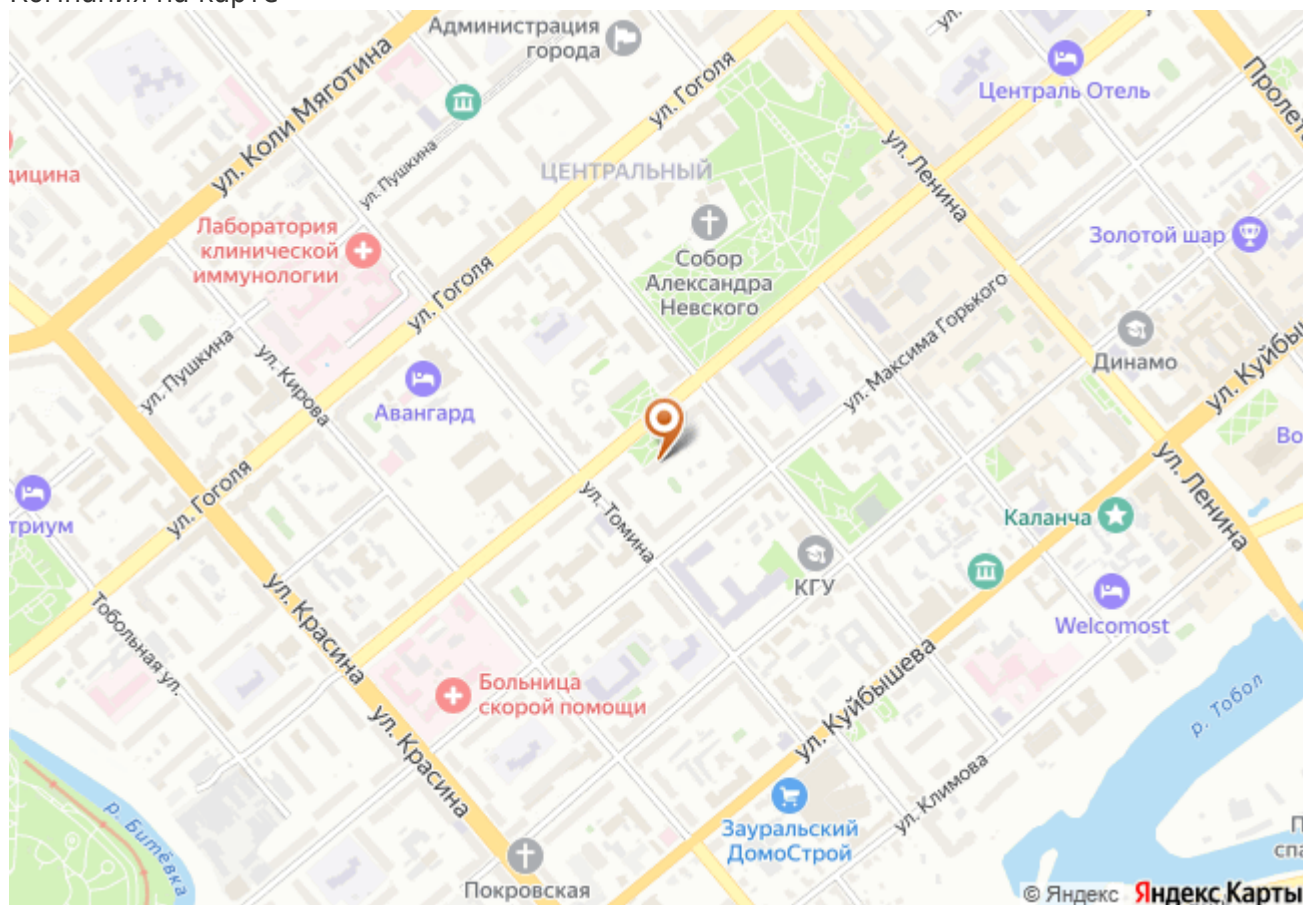 Администрация
города
ул. Гоголя
Централь Отель
ул. Коли Мяготина
ул. Пушкина
ЦЕНТРАЛЬНЫЙ
ул. Ленина
Лаборатория
клинической
иммунологии
Собор
Александра
Невского
Золотой шар
ул. Гоголя
ул. Максима Горького
Динамо
ул. Пушкина
ул. Кирова
Авангард
ул. Гоголя
ул. Томина
Каланча
ул. Ленина
КГУ
Welcomost
ул. Красина
Тобольная ул.
Больница
скорой помощи
ул. Куйбышева
р. Тобол
ул. Красина
ул. Климова
р. Битёвка
Зауральский
ДомоСтрой
Покровская
© Яндекс Яндекс Карты